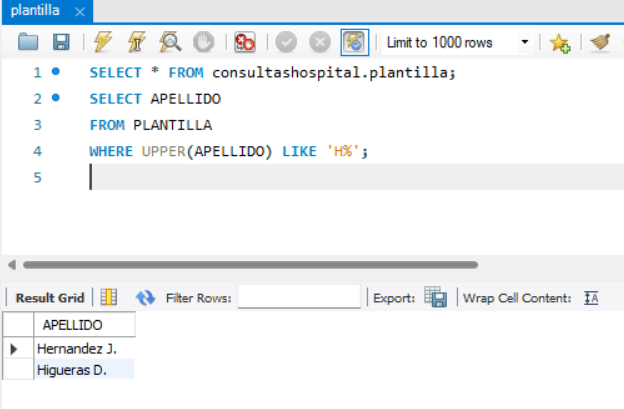 plantilla
Limit to 1000 rows
1 SELECT * FROM consultashospital.plantilla;
2 SELECT APELLIDO
3 FROM PLANTILLA
4 WHERE UPPER(APELLIDO) LIKE 'H%';
5
Result Grid Filter Rows: Export: Wrap Cell Content: IA
APELLIDO
Hernandez J.
Higueras D.